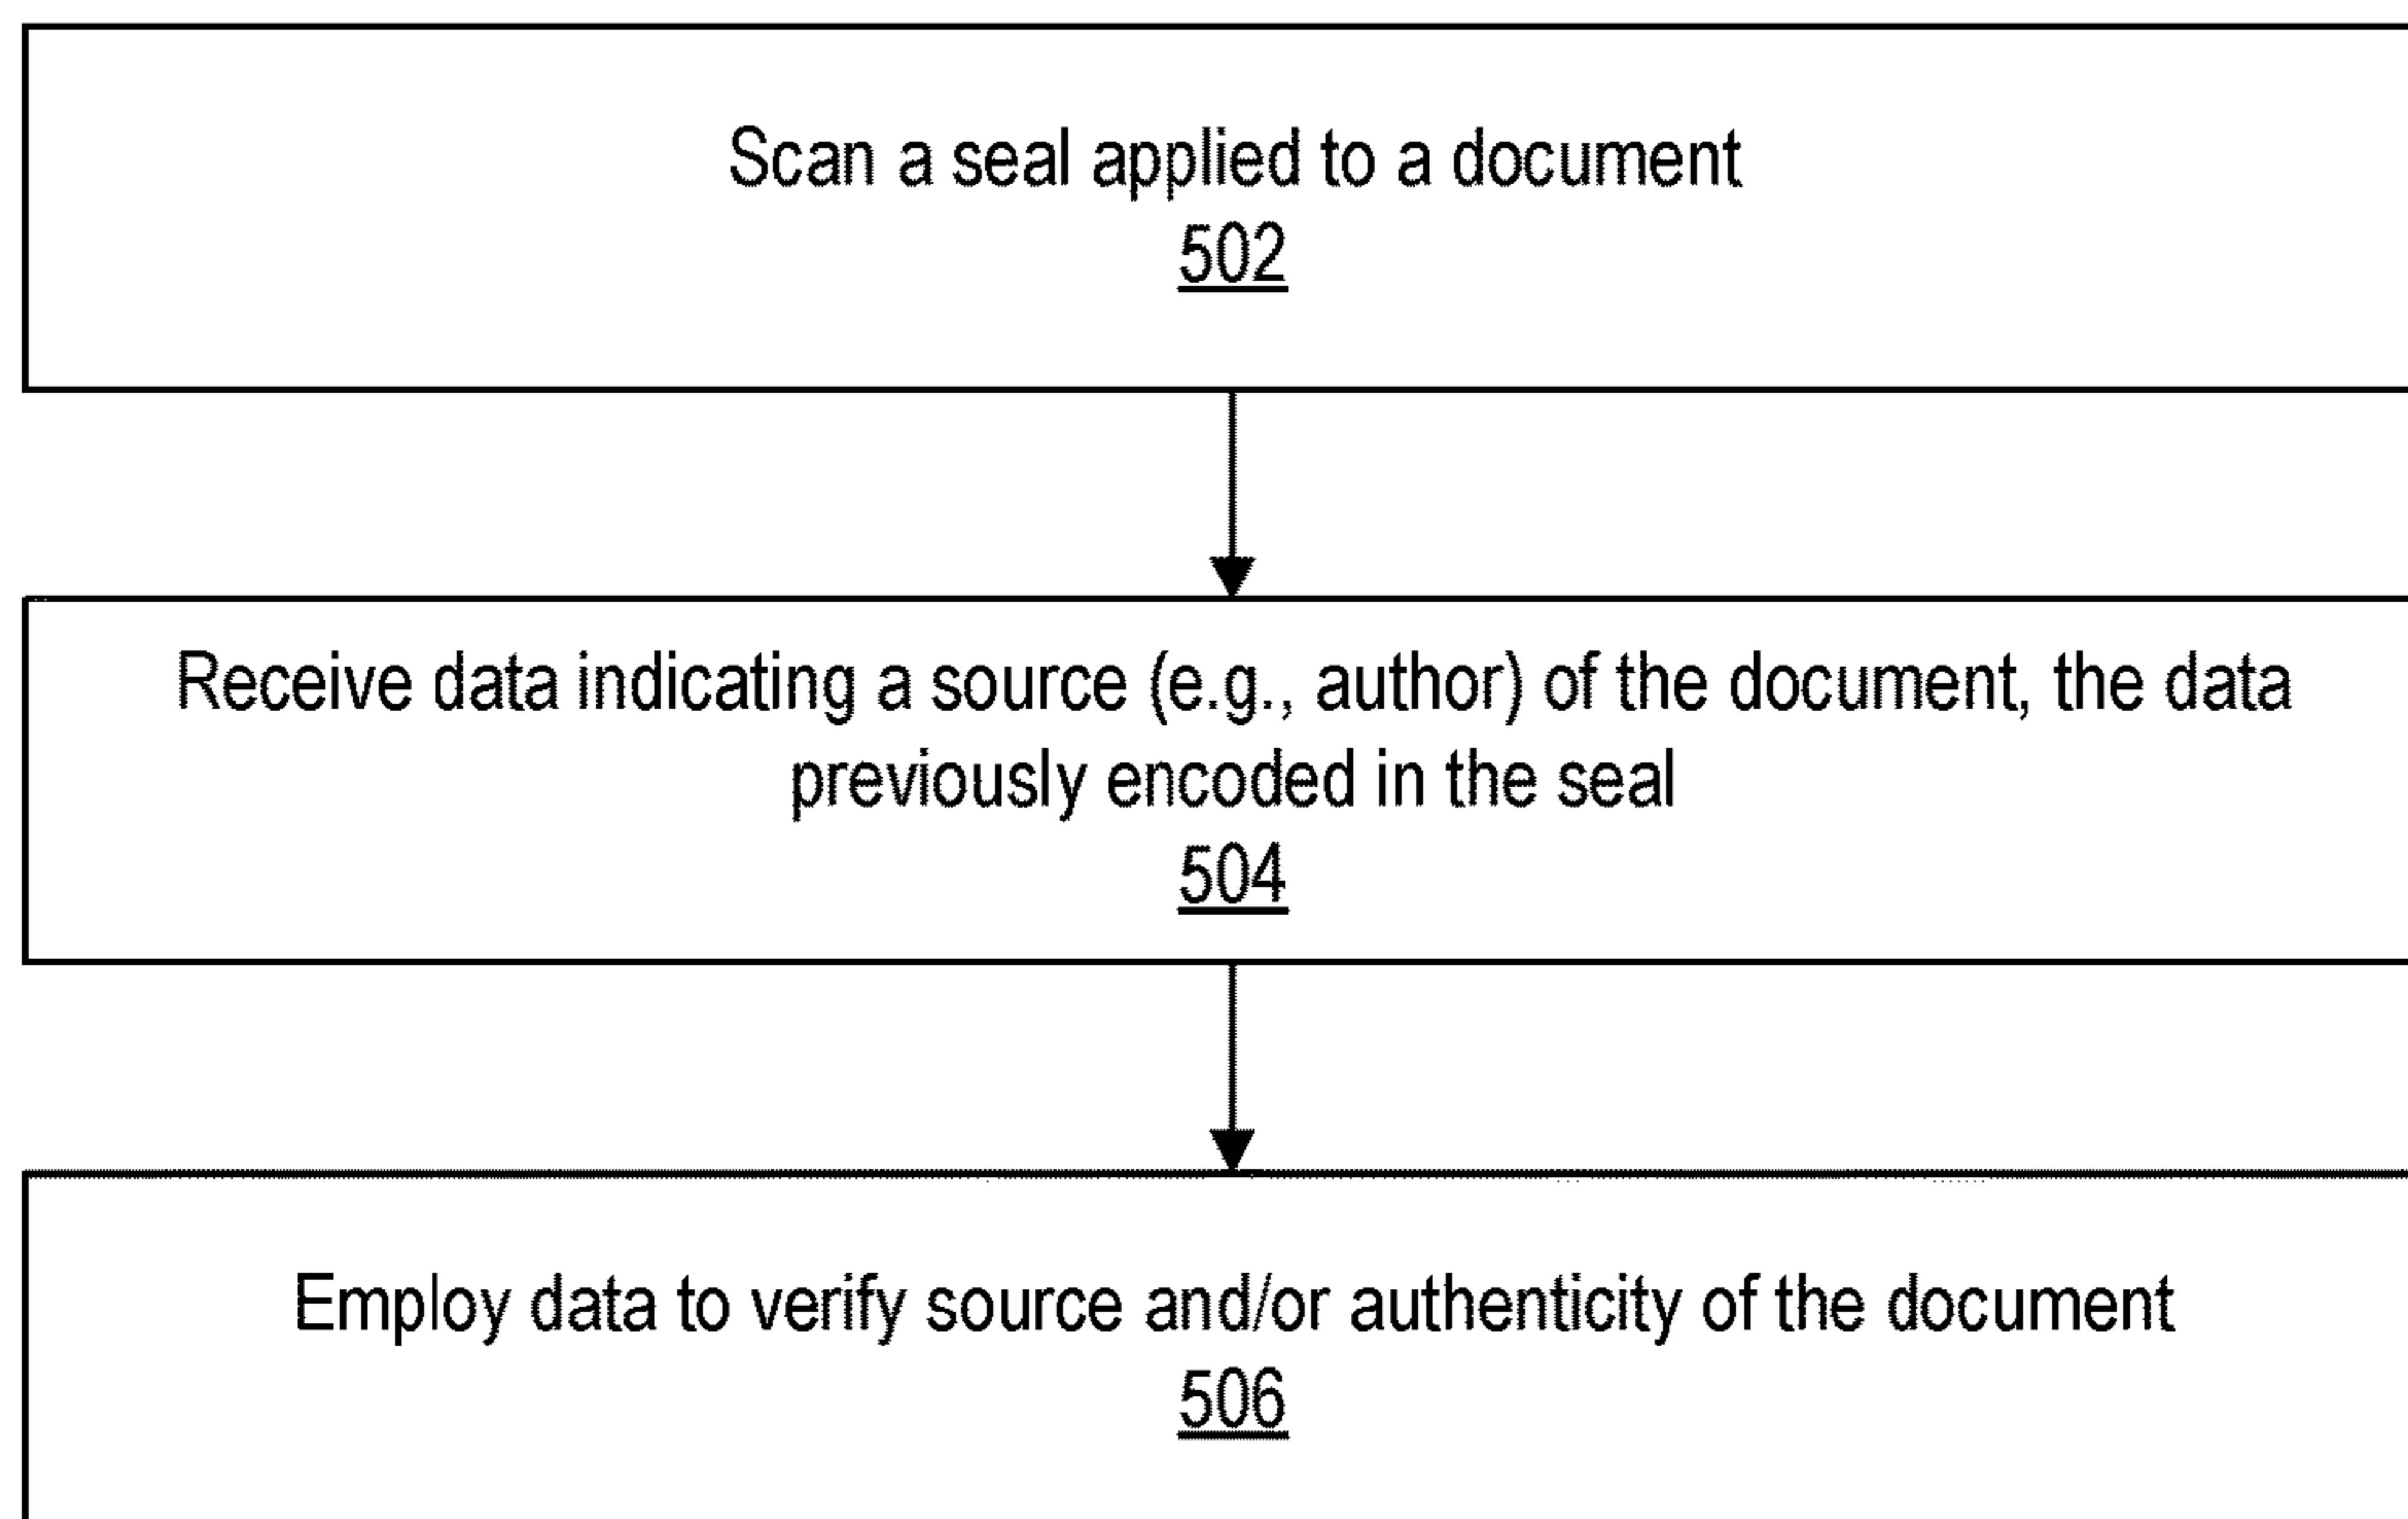 Scan a seal applied to a document
502
Receive data indicating a source (e.g., author) of the document, the data
previously encoded in the seal
504
Employ data to verify source and/or authenticity of the document
506